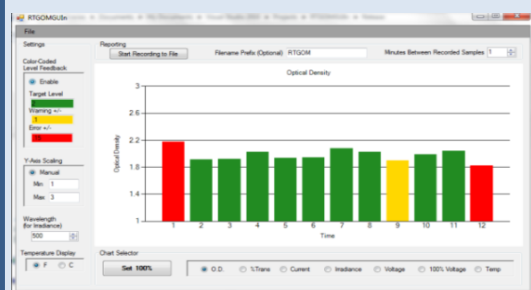 RTGOMGUIn
File
Settings
Color-Coded
Level Feedback
Enable
Target Level
2
Warning +/-
.1
Error +/-
Y-Axis Scaling
Manual
Min: 1
Max: 3
Wavelength
(for Irradiance)
500
Temperature Display
F C
Reporting
Start Recording to File
Filename Prefix (Optional) RTGOM
Minutes Between Recorded Samples 1
Optical Density
Optical Density
3
2.6
2.2
1.8
1.4
1
1 2 3 4 5 6 7 8 9 10 11 12
Time
Chart Selector
Set 100%
O.D. %Trans Current Irradiance Voltage 100% Voltage Temp